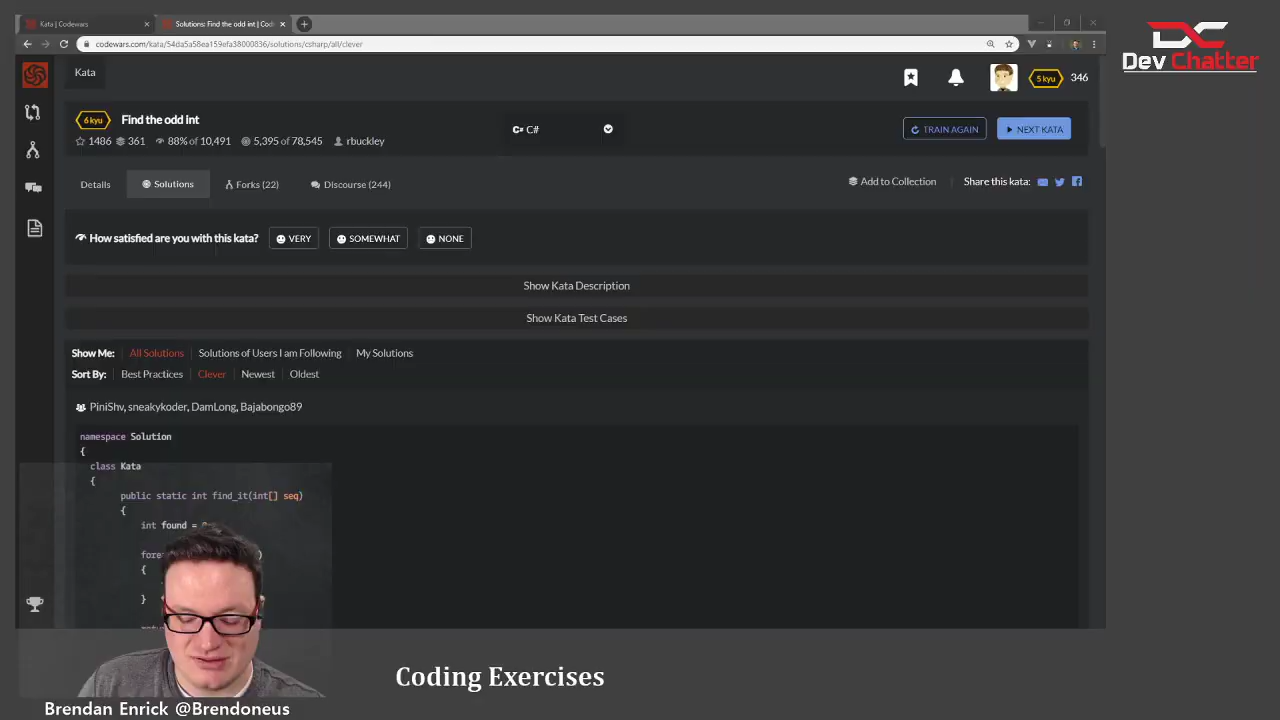 Kata | Codewars
Solutions: Find the odd int | Cod
codewars.com/kata/54da5a58ea159efa38000836/solutions/csharp/all/clever
Dev Chatter
Kata
5 kyu
346
6 kyu
Find the odd int
C#
TRAIN AGAIN
NEXT KATA
1486
361
88% of 10,491
5,395 of 78,545
rbuckley
Details
Solutions
Forks (22)
Discourse (244)
Add to Collection
Share this kata:
How satisfied are you with this kata?
VERY
SOMEWHAT
NONE
Show Kata Description
Show Kata Test Cases
Show Me: All Solutions Solutions of Users I am Following My Solutions
Sort By: Best Practices Clever Newest Oldest
PiniShv, sneakykoder, DamLong, Bajabongo89
namespace Solution
{
class Kata
{
public static int find_it(int[] seq)
{
int found =
)
{
}
Coding Exercises
Brendan Enrick @Brendoneus